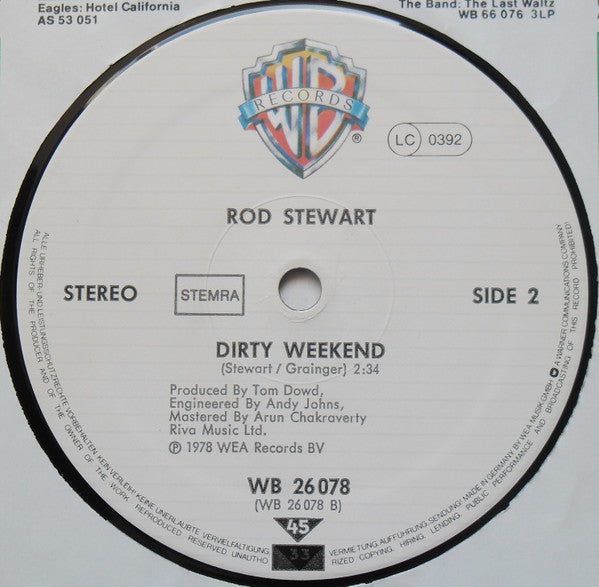 Eagles: Hotel California
AS 53 051
The Band: The Last Waltz
WB 66 076 3LP
WB
RECORDS
®
LC 0392
ROD STEWART
STEREO
STEMRA
SIDE 2
DIRTY WEEKEND
(Stewart / Grainger) 2:34
Produced By Tom Dowd,
Engineered By Andy Johns,
Mastered By Arun Chakraverty
Riva Music Ltd.
℗ 1978 WEA Records BV
WB 26 078
(WB 26 078 B)
45
33
ALLE URHEBER- UND LEISTUNGSSCHUTZRECHTE VORBEHALTEN. KEIN VERLEIH! KEINE UNERLAUBTE VERVIELFÄLTIGUNG,
VERMIETUNG, AUFFÜHRUNG, SENDUNG! MADE IN GERMANY BY WEA MUSIK GMBH A WARNER COMMUNICATIONS COMPANY
ALL RIGHTS OF THE PRODUCER AND OF THE OWNER OF THE WORK REPRODUCED RESERVED. UNAUTHO
RIZED COPYING, HIRING, LENDING, PUBLIC PERFORMANCE AND BROADCASTING OF THIS RECORD PROHIBITED!